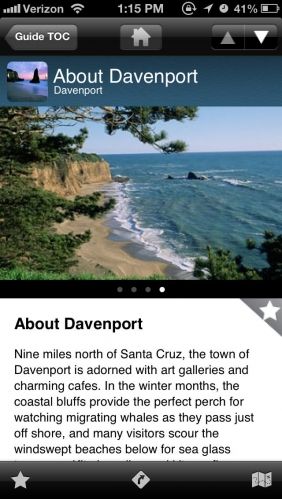 Verizon 1:15 PM 41%
Guide TOC
About Davenport
Davenport
About Davenport
Nine miles north of Santa Cruz, the town of
Davenport is adorned with art galleries and
charming cafes. In the winter months, the
coastal bluffs provide the perfect perch for
watching migrating whales as they pass just
off shore, and many visitors scour the
windswept beaches below for sea glass